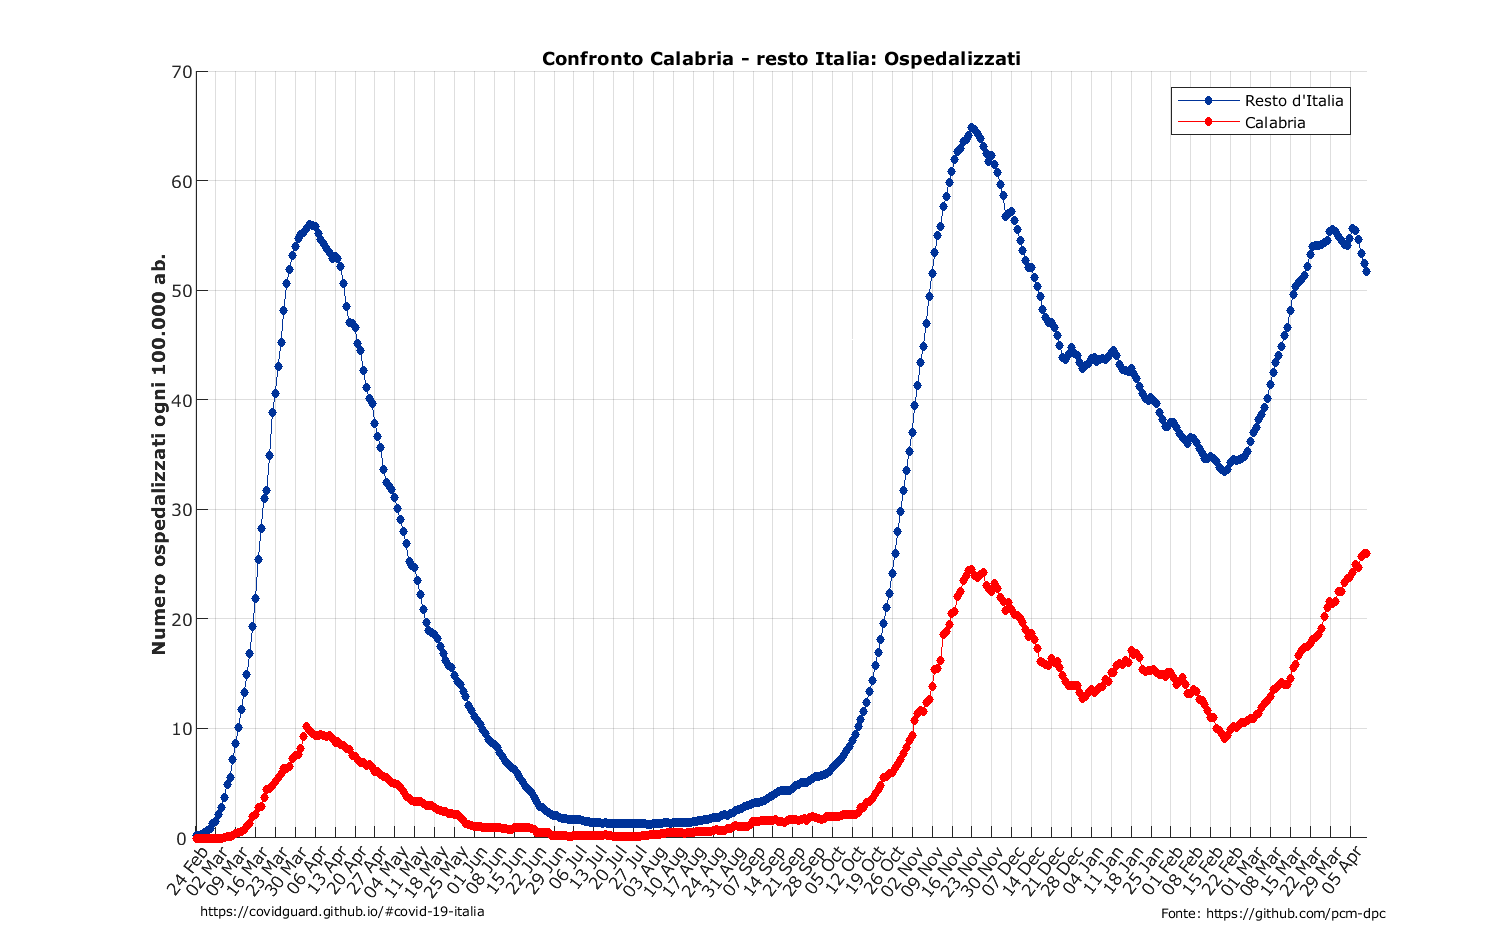 Confronto Calabria - resto Italia: Ospedalizzati
Numero ospedalizzati ogni 100.000 ab.
70
60
50
40
30
20
10
0
Resto d'Italia
Calabria
24 Feb
02 Mar
09 Mar
16 Mar
23 Mar
30 Mar
06 Apr
13 Apr
20 Apr
27 Apr
04 May
11 May
18 May
25 May
01 Jun
08 Jun
15 Jun
22 Jun
29 Jun
06 Jul
13 Jul
20 Jul
27 Jul
03 Aug
10 Aug
17 Aug
24 Aug
31 Aug
07 Sep
14 Sep
21 Sep
28 Sep
05 Oct
12 Oct
19 Oct
26 Oct
02 Nov
09 Nov
16 Nov
23 Nov
30 Nov
07 Dec
14 Dec
21 Dec
28 Dec
04 Jan
11 Jan
18 Jan
25 Jan
01 Feb
08 Feb
15 Feb
22 Feb
01 Mar
08 Mar
15 Mar
22 Mar
29 Mar
05 Apr
https://covidguard.github.io/#covid-19-italia
Fonte: https://github.com/pcm-dpc